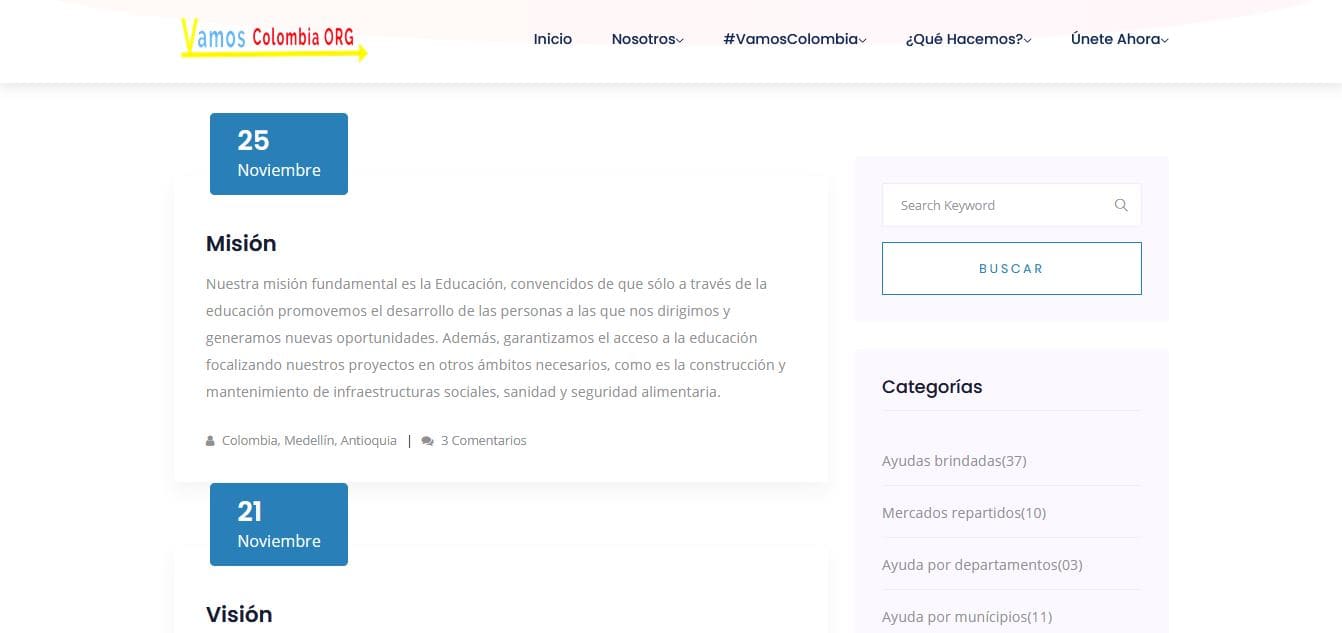 Vamos Colombia ORG
Inicio Nosotros #VamosColombia ¿Qué Hacemos? Únete Ahora
25
Noviembre
Misión
Nuestra misión fundamental es la Educación, convencidos de que sólo a través de la
educación promovemos el desarrollo de las personas a las que nos dirigimos y
generamos nuevas oportunidades. Además, garantizamos el acceso a la educación
focalizando nuestros proyectos en otros ámbitos necesarios, como es la construcción y
mantenimiento de infraestructuras sociales, sanidad y seguridad alimentaria.
Colombia, Medellín, Antioquia | 3 Comentarios
21
Noviembre
Visión
Search Keyword
BUSCAR
Categorías
Ayudas brindadas(37)
Mercados repartidos(10)
Ayuda por departamentos(03)
Ayuda por munícipios(11)